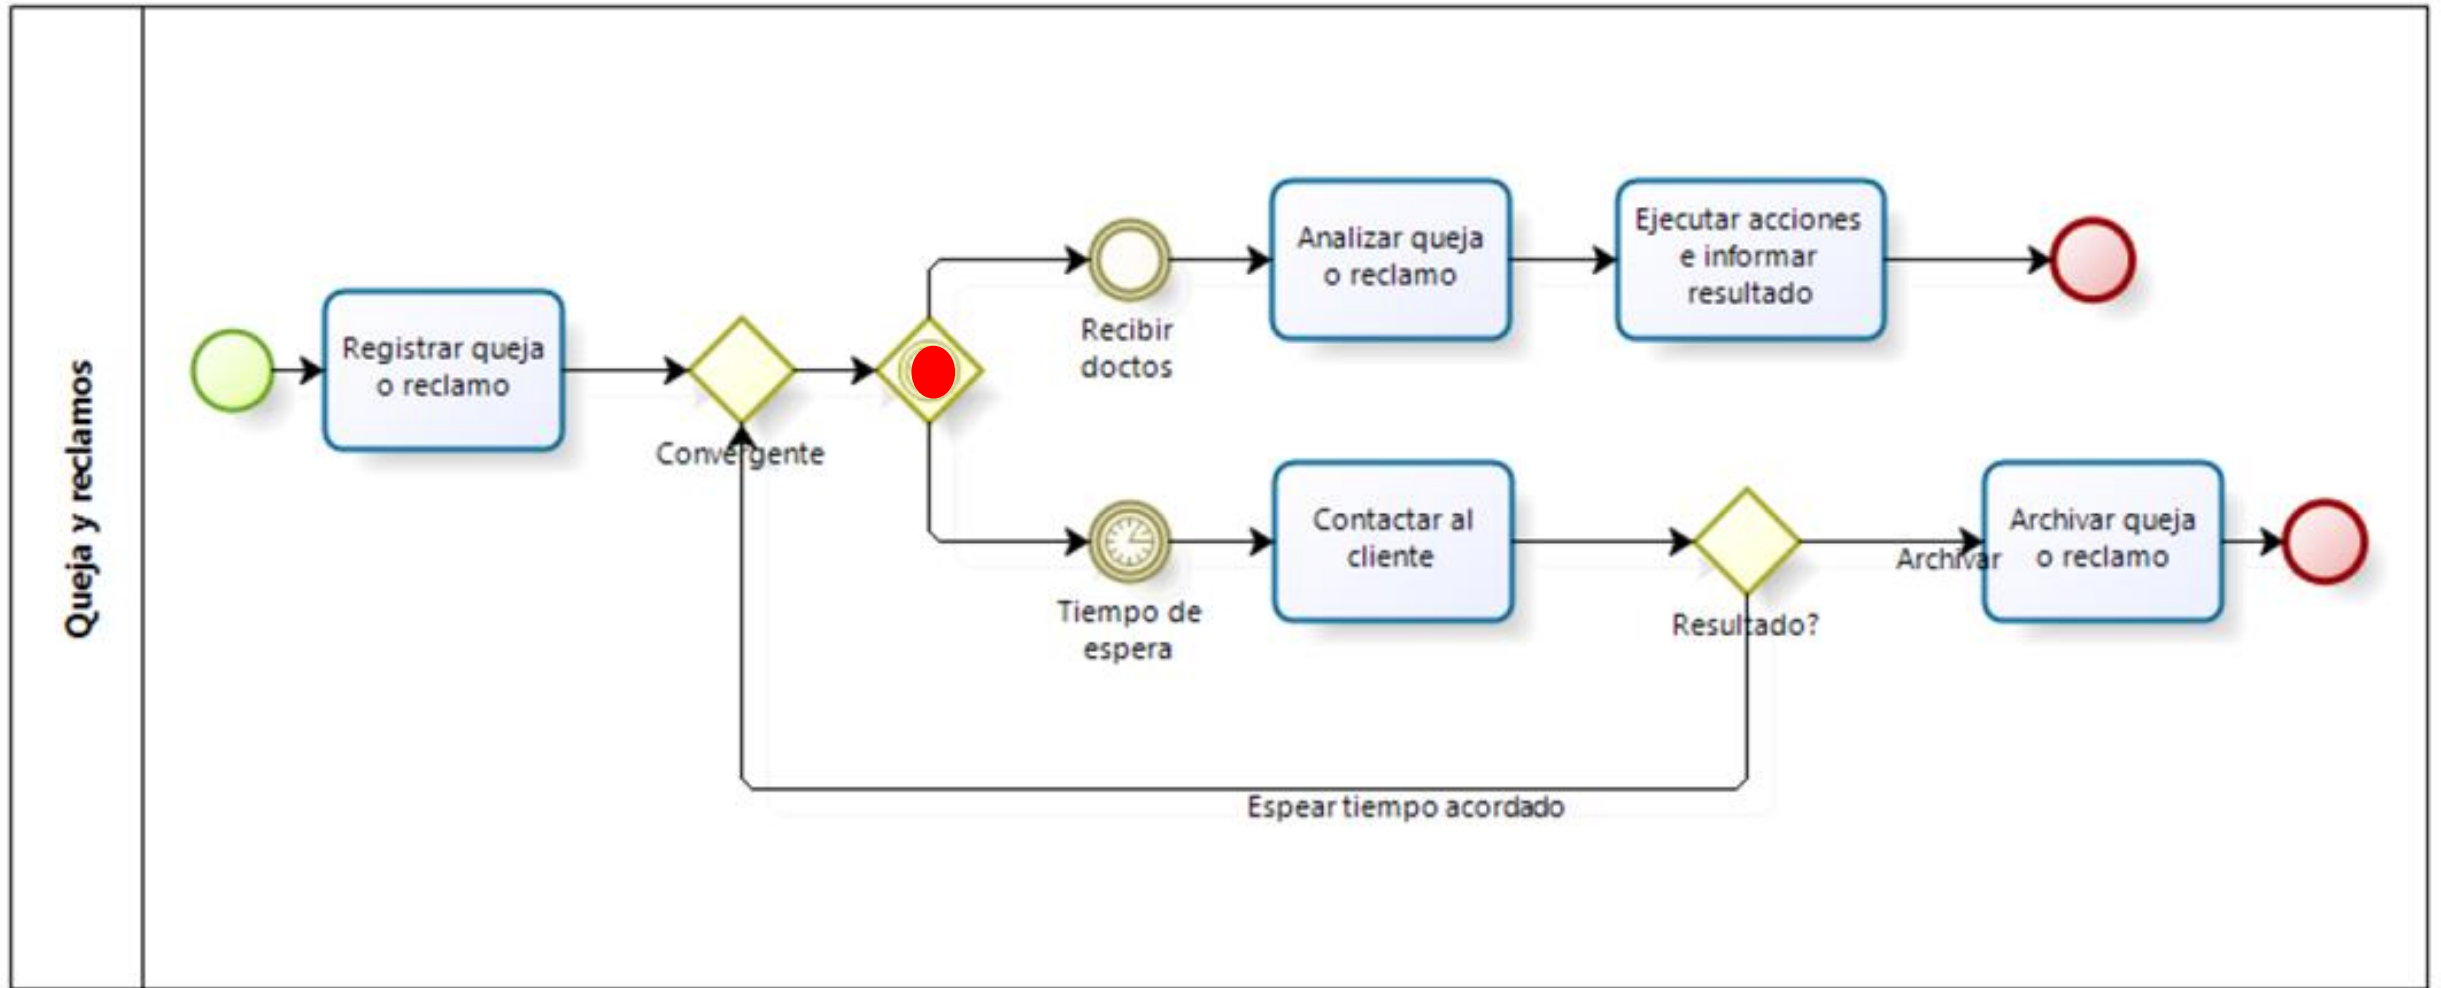 Queja y reclamos
Registrar queja
o reclamo
Convergente
Recibir
doctos
Analizar queja
o reclamo
Ejecutar acciones
e informar
resultado
Tiempo de
espera
Contactar al
cliente
Resultado?
Archivar
Archivar queja
o reclamo
Espear tiempo acordado